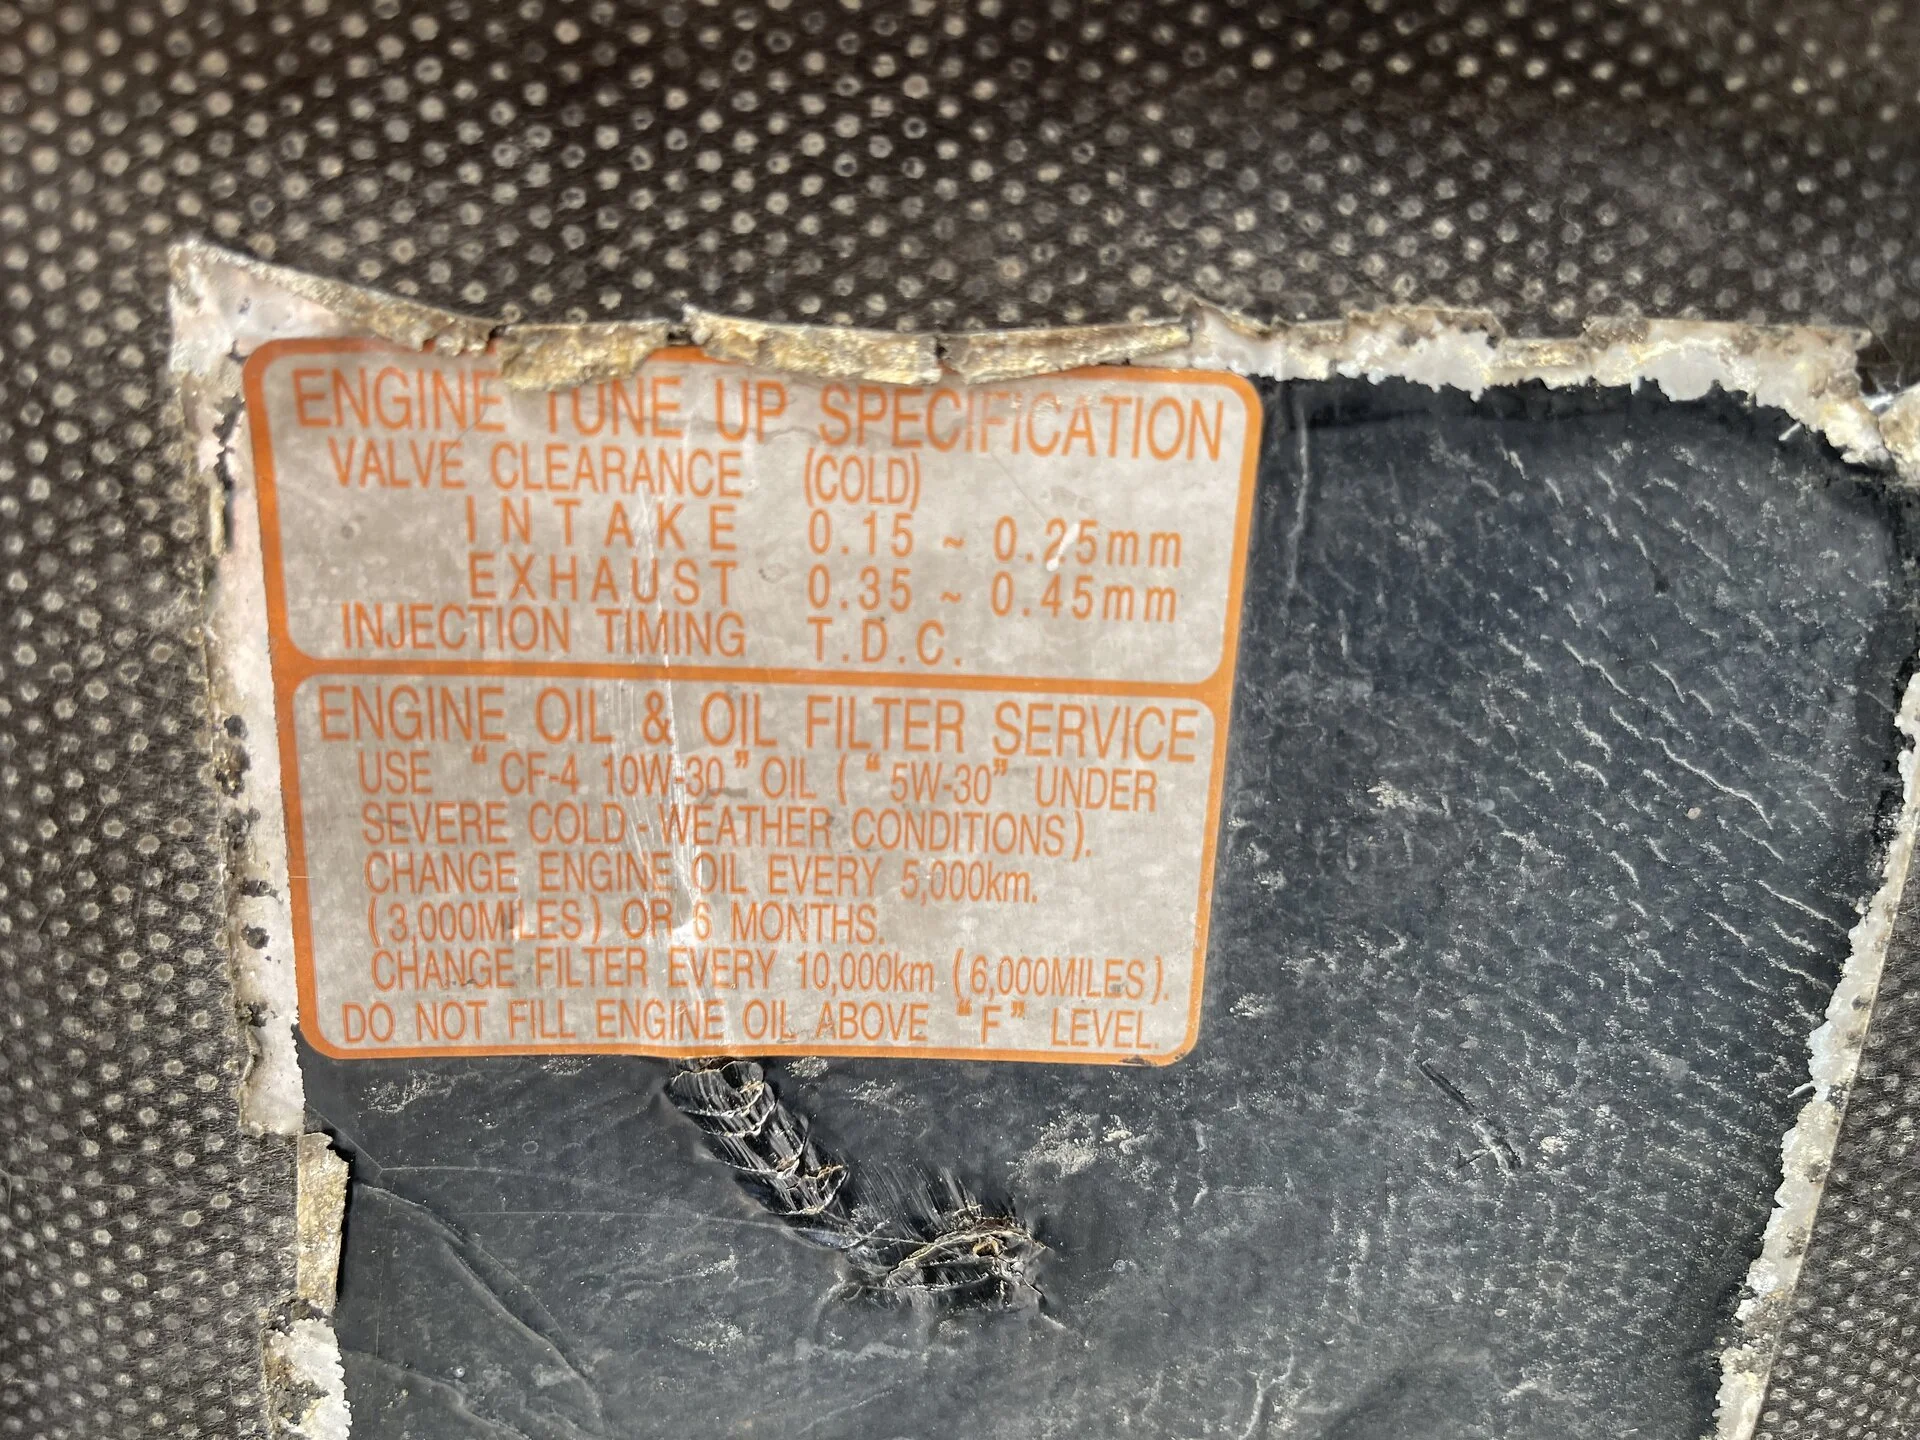 ENGINE TUNE UP SPECIFICATION
VALVE CLEARANCE (COLD)
INTAKE 0.15 ~ 0.25mm
EXHAUST 0.35 ~ 0.45mm
INJECTION TIMING T.D.C.
ENGINE OIL & OIL FILTER SERVICE
USE “CF-4 10W-30” OIL (“5W-30” UNDER
SEVERE COLD-WEATHER CONDITIONS).
CHANGE ENGINE OIL EVERY 5,000km.
(3,000MILES) OR 6 MONTHS.
CHANGE FILTER EVERY 10,000km (6,000MILES).
DO NOT FILL ENGINE OIL ABOVE “F” LEVEL.